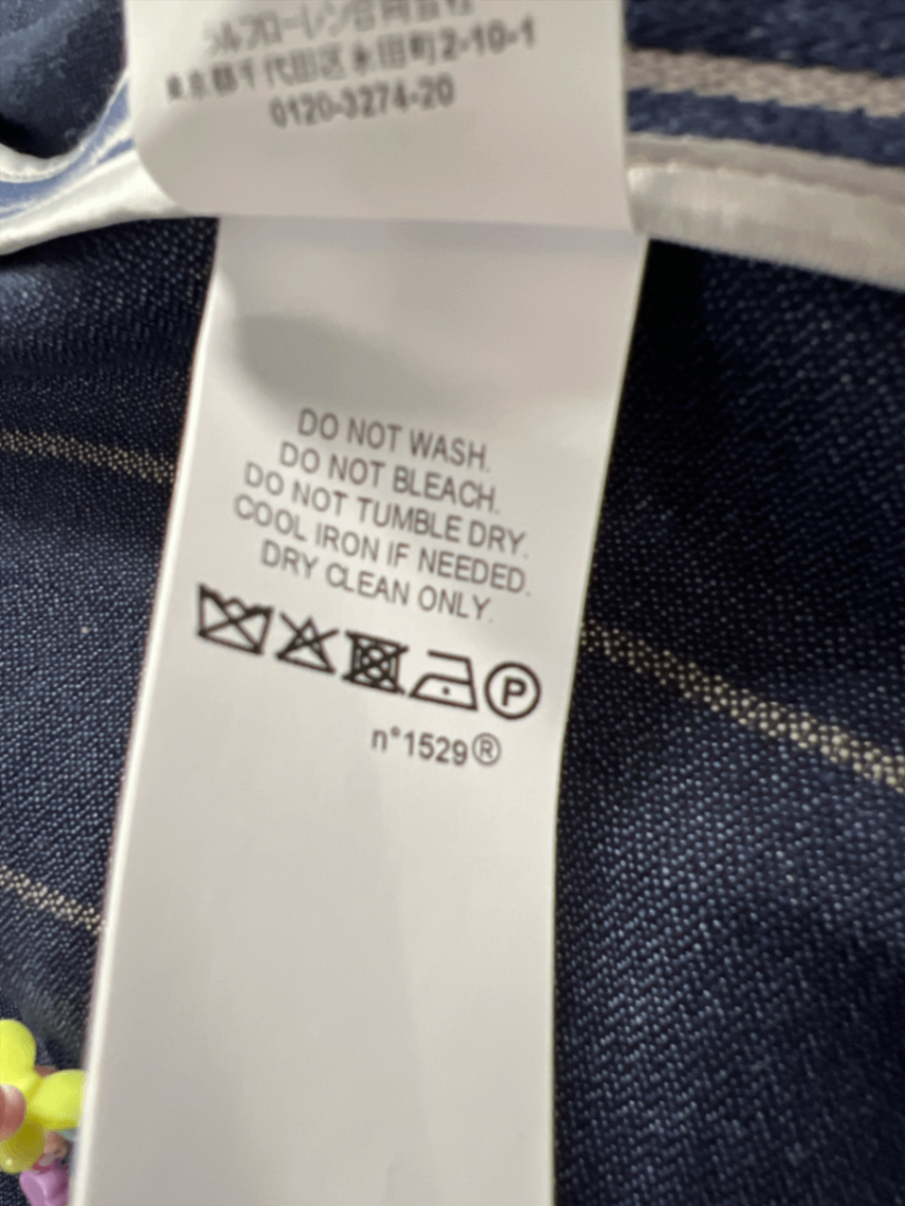 ラルフローレン合同会社
東京都千代田区永田町2-10-1
0120-3274-20
DO NOT WASH.
DO NOT BLEACH.
DO NOT TUMBLE DRY.
COOL IRON IF NEEDED.
DRY CLEAN ONLY.
P
n°1529®